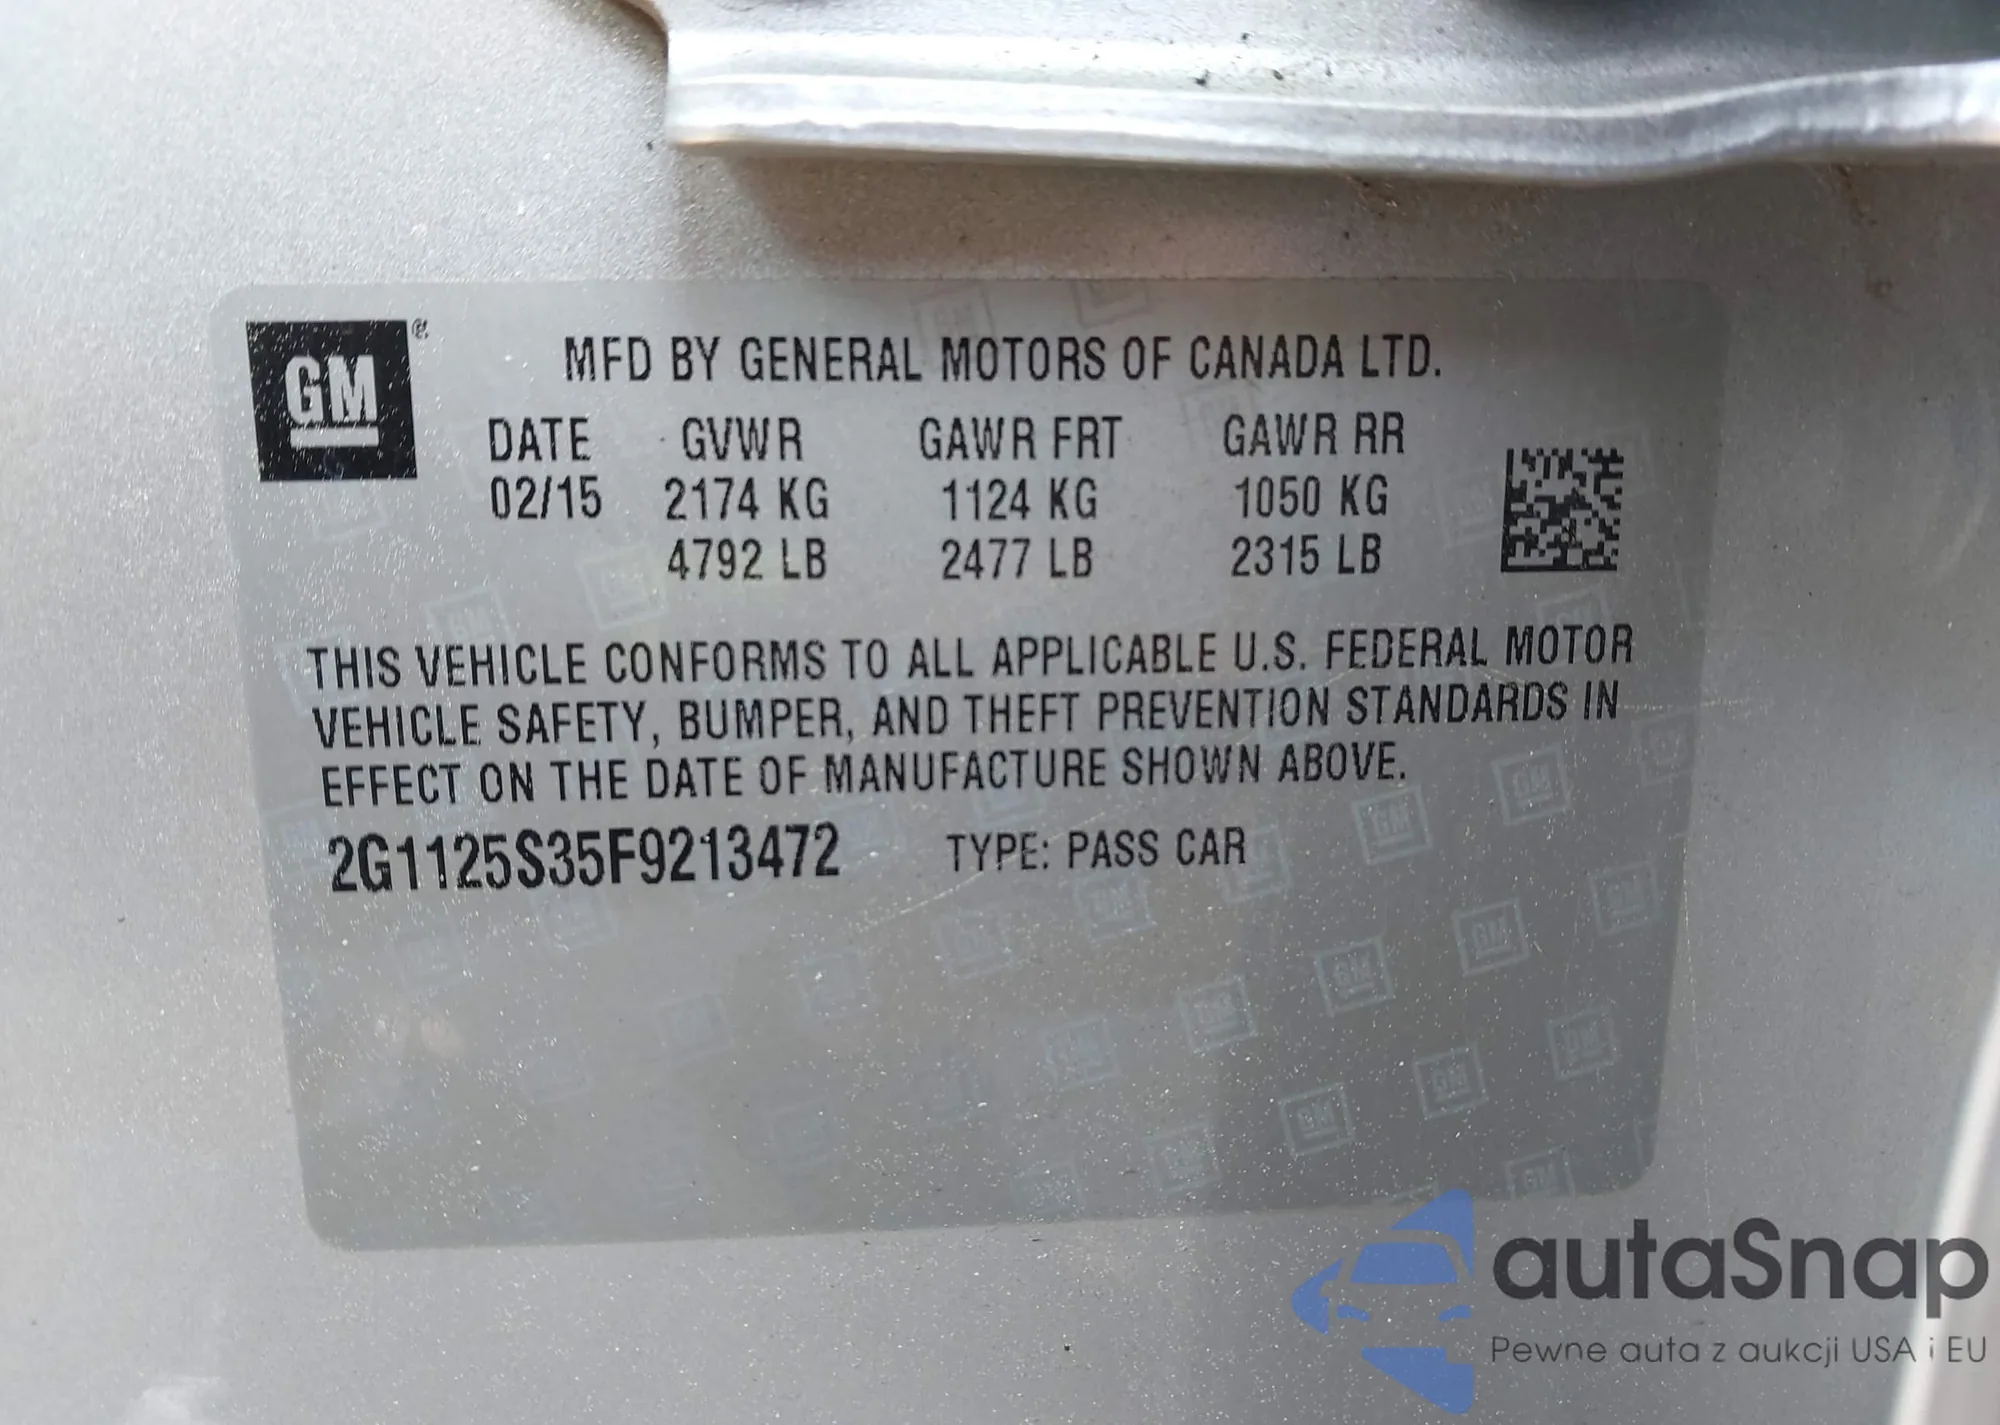 GM®
MFD BY GENERAL MOTORS OF CANADA LTD.
DATE GVWR GAWR FRT GAWR RR
02/15 2174 KG 1124 KG 1050 KG
4792 LB 2477 LB 2315 LB
THIS VEHICLE CONFORMS TO ALL APPLICABLE U.S. FEDERAL MOTOR
VEHICLE SAFETY, BUMPER, AND THEFT PREVENTION STANDARDS IN
EFFECT ON THE DATE OF MANUFACTURE SHOWN ABOVE.
2G1125S35F9213472 TYPE: PASS CAR
autaSnap
Pewne auta z aukcji USA i EU